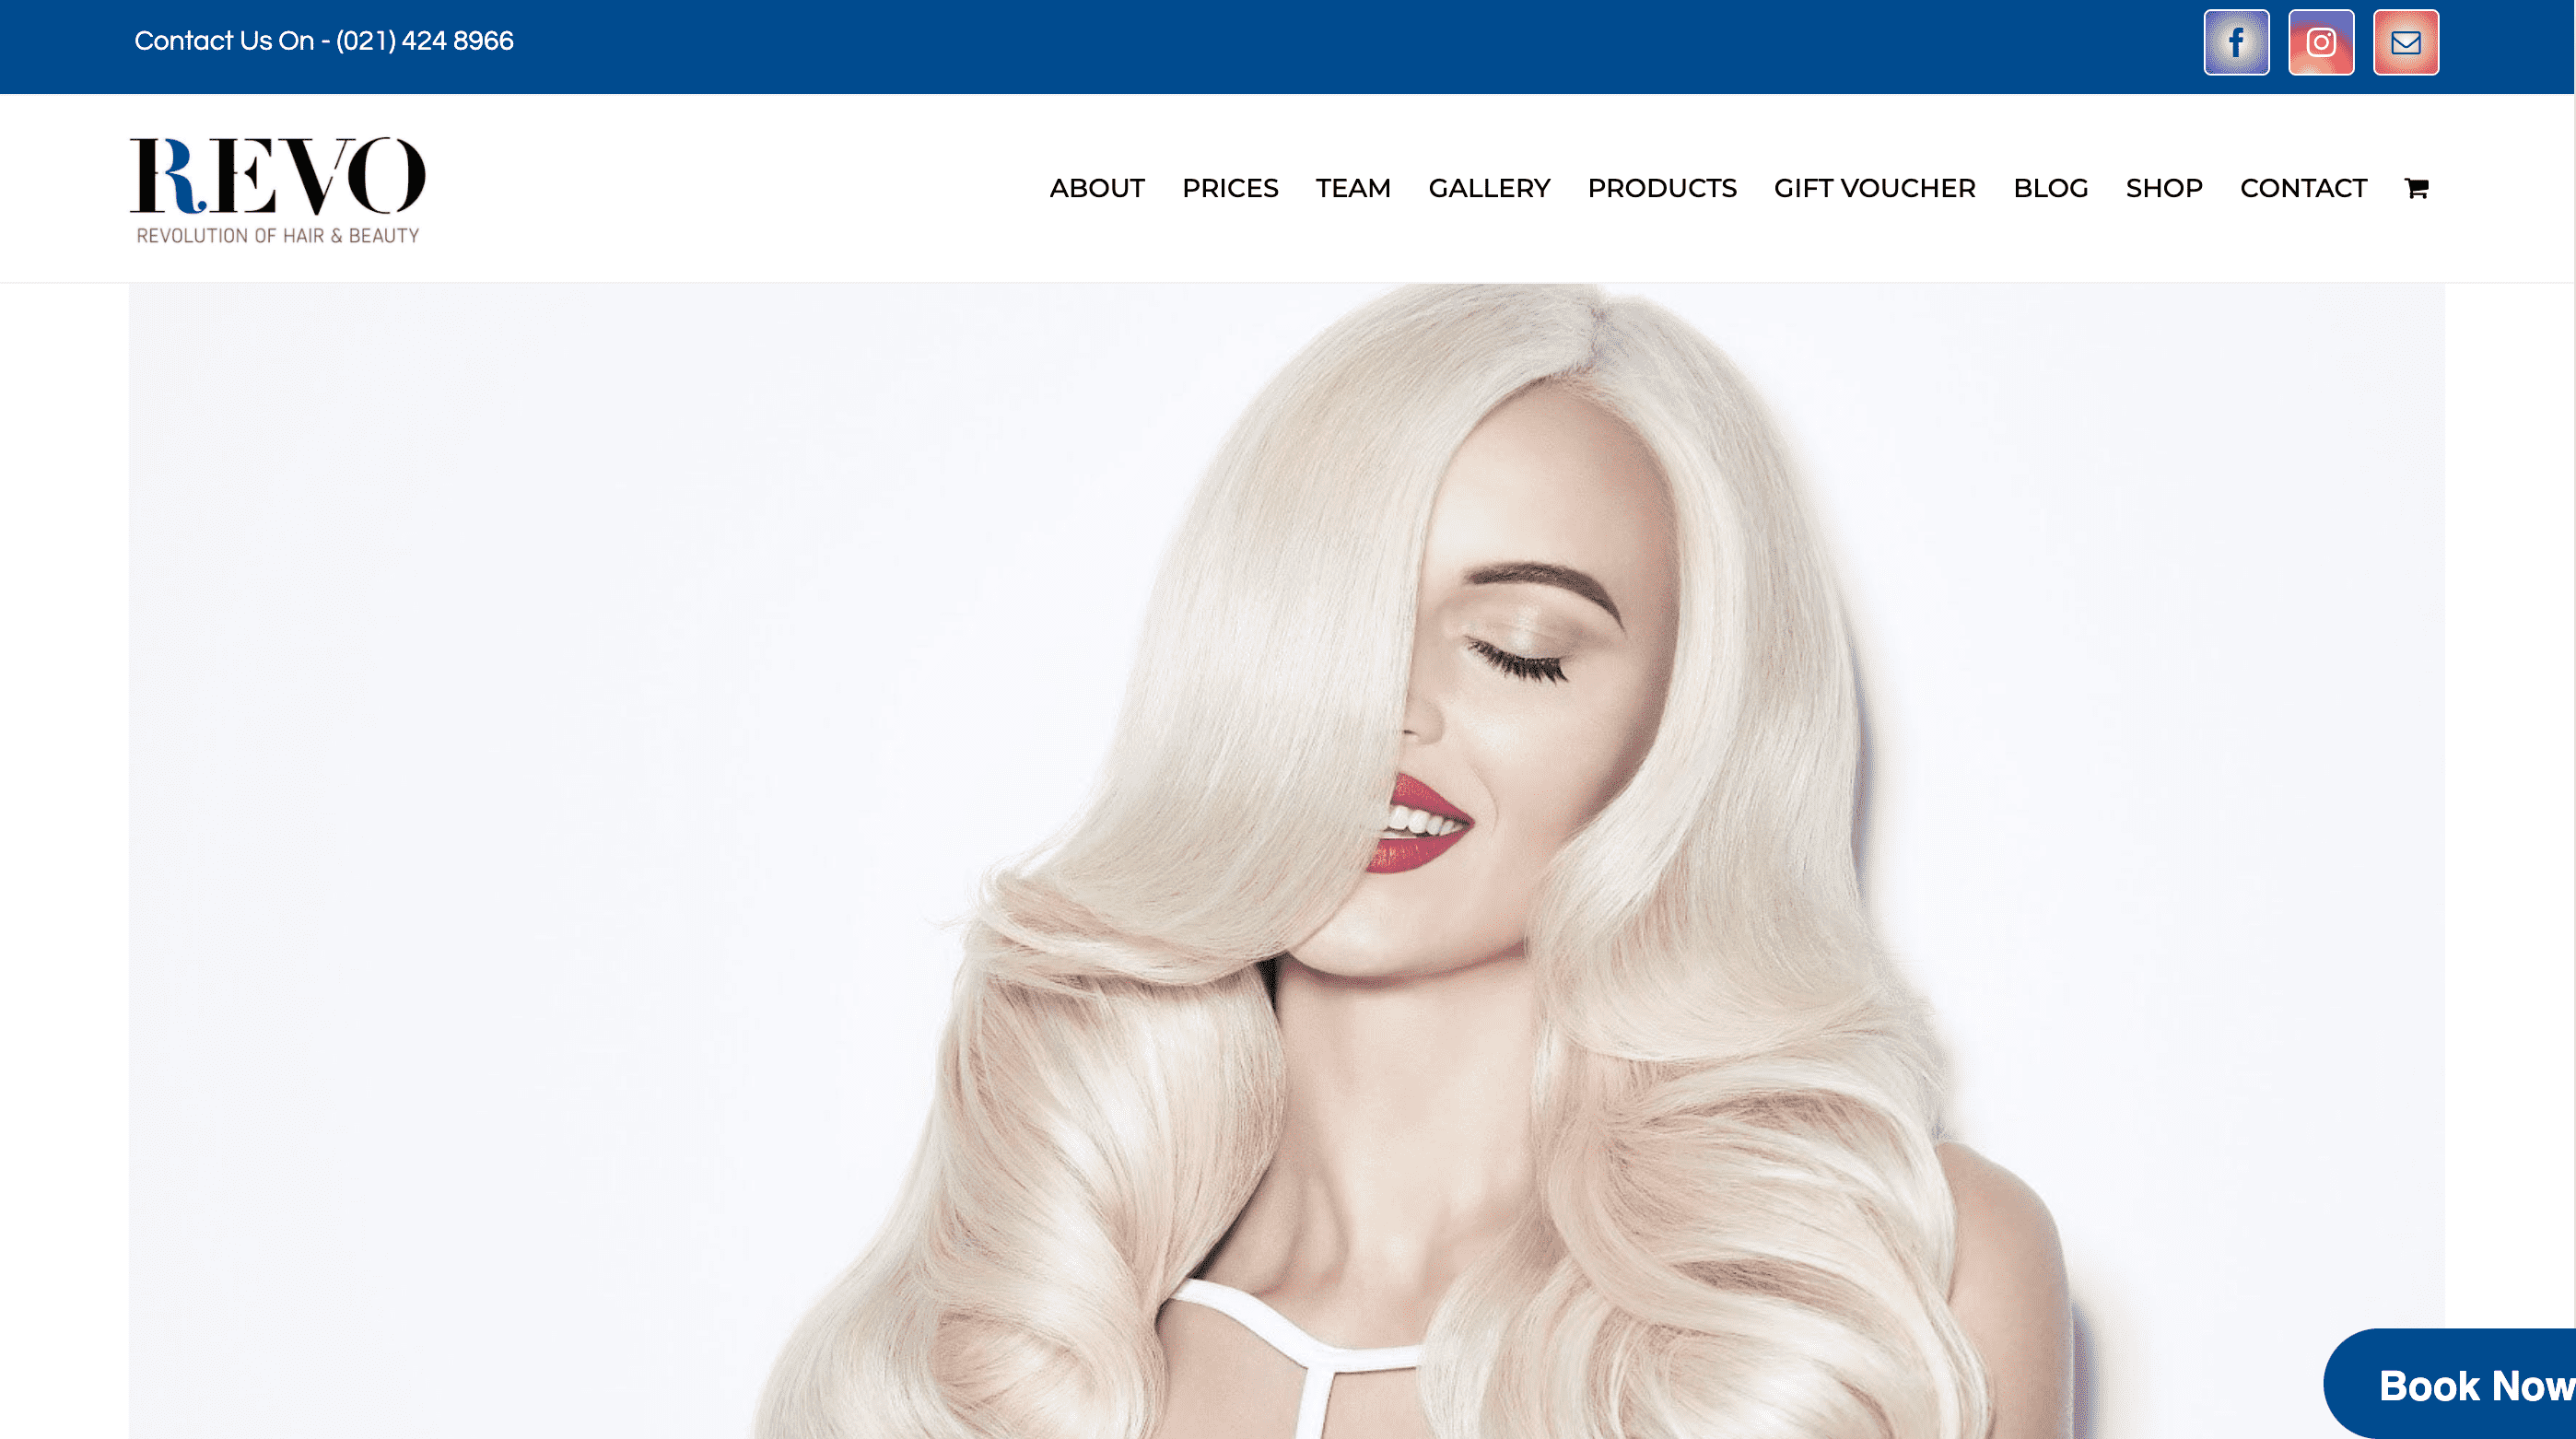 Contact Us On - (021) 424 8966
REVO
REVOLUTION OF HAIR & BEAUTY
ABOUT PRICES TEAM GALLERY PRODUCTS GIFT VOUCHER BLOG SHOP CONTACT
Book Now